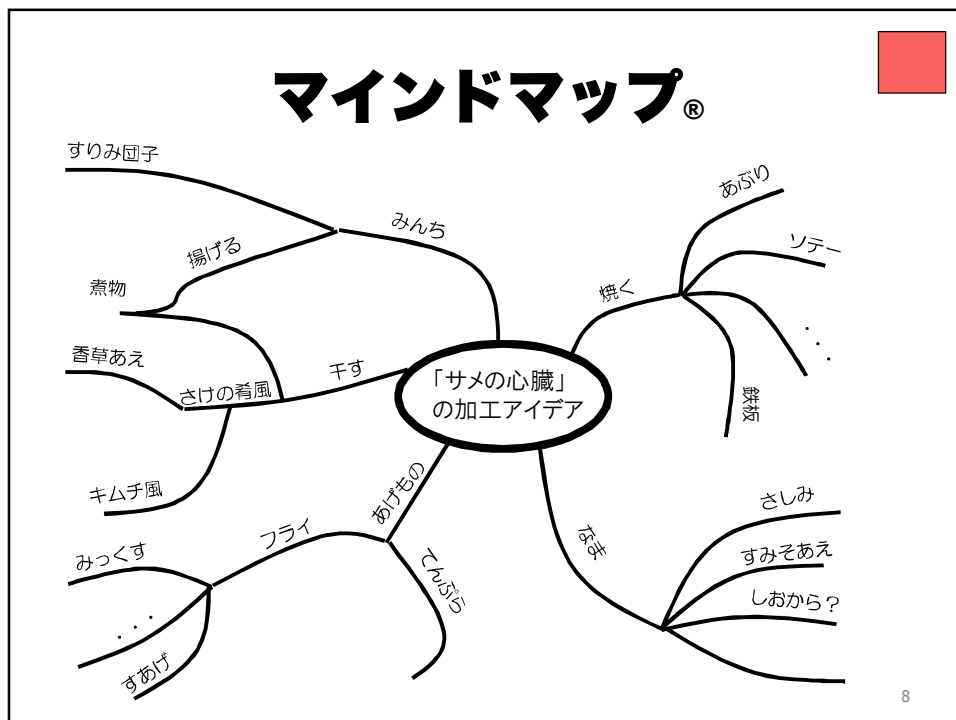 マインドマップ®
すりみ団子
みんち
揚げる
煮物
香草あえ
さけの肴風
干す
キムチ風
「サメの心臓」
の加工アイデア
焼く
あぶり
ソテー
・・・
鉄板
あげもの
フライ
てんぷら
みっくす
・・・
すあげ
なま
さしみ
すみそあえ
しおから？
8